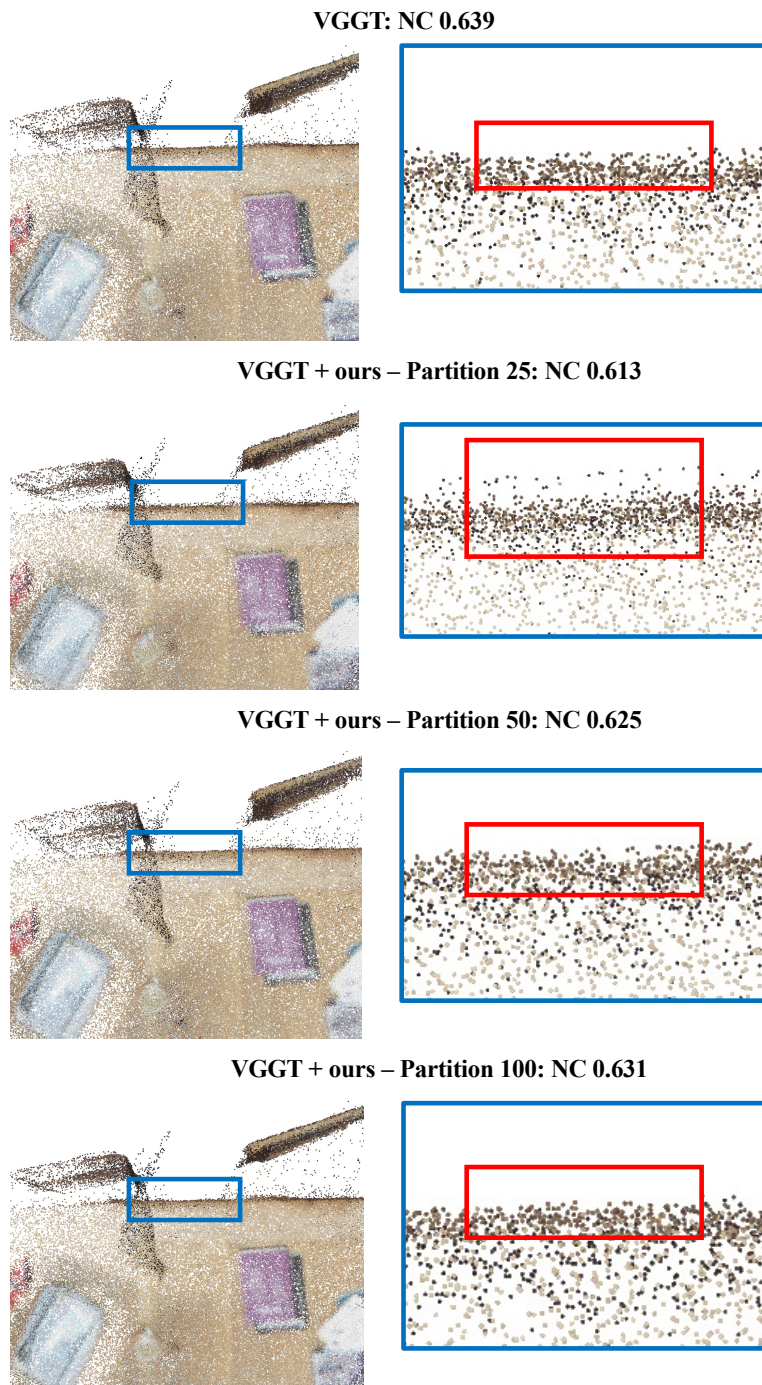 VGGT: NC 0.639
VGGT + ours – Partition 25: NC 0.613
VGGT + ours – Partition 50: NC 0.625
VGGT + ours – Partition 100: NC 0.631